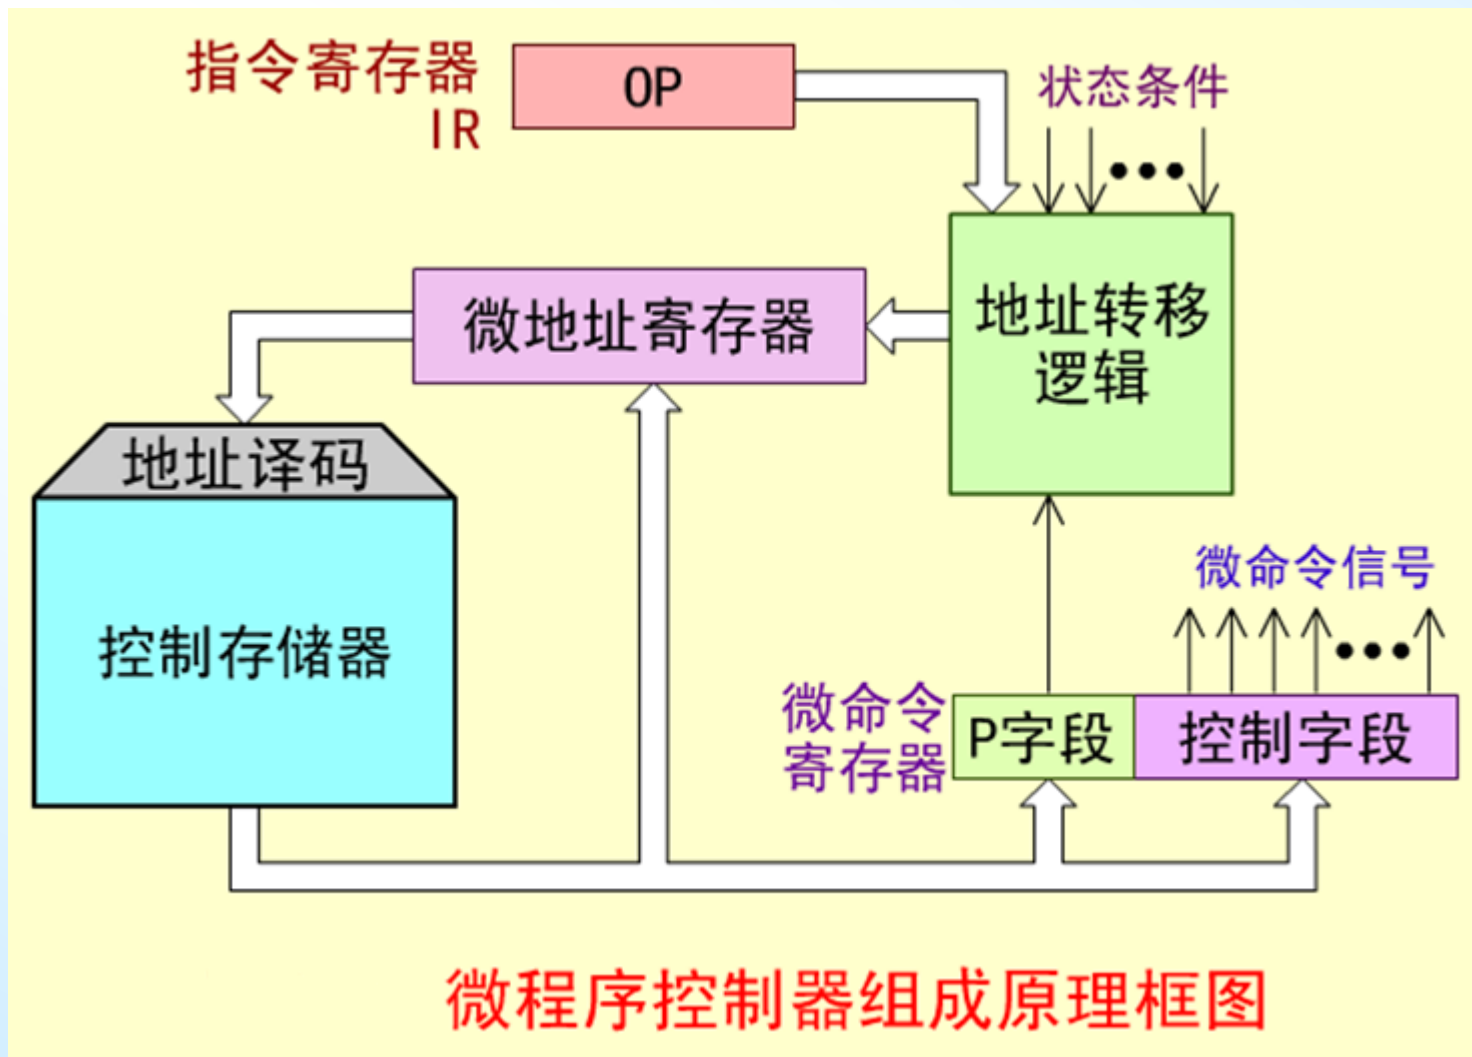 指令寄存器
IR
OP
状态条件
地址转移
逻辑
微地址寄存器
地址译码
控制存储器
微命令信号
微命令
寄存器
P字段
控制字段
微程序控制器组成原理框图